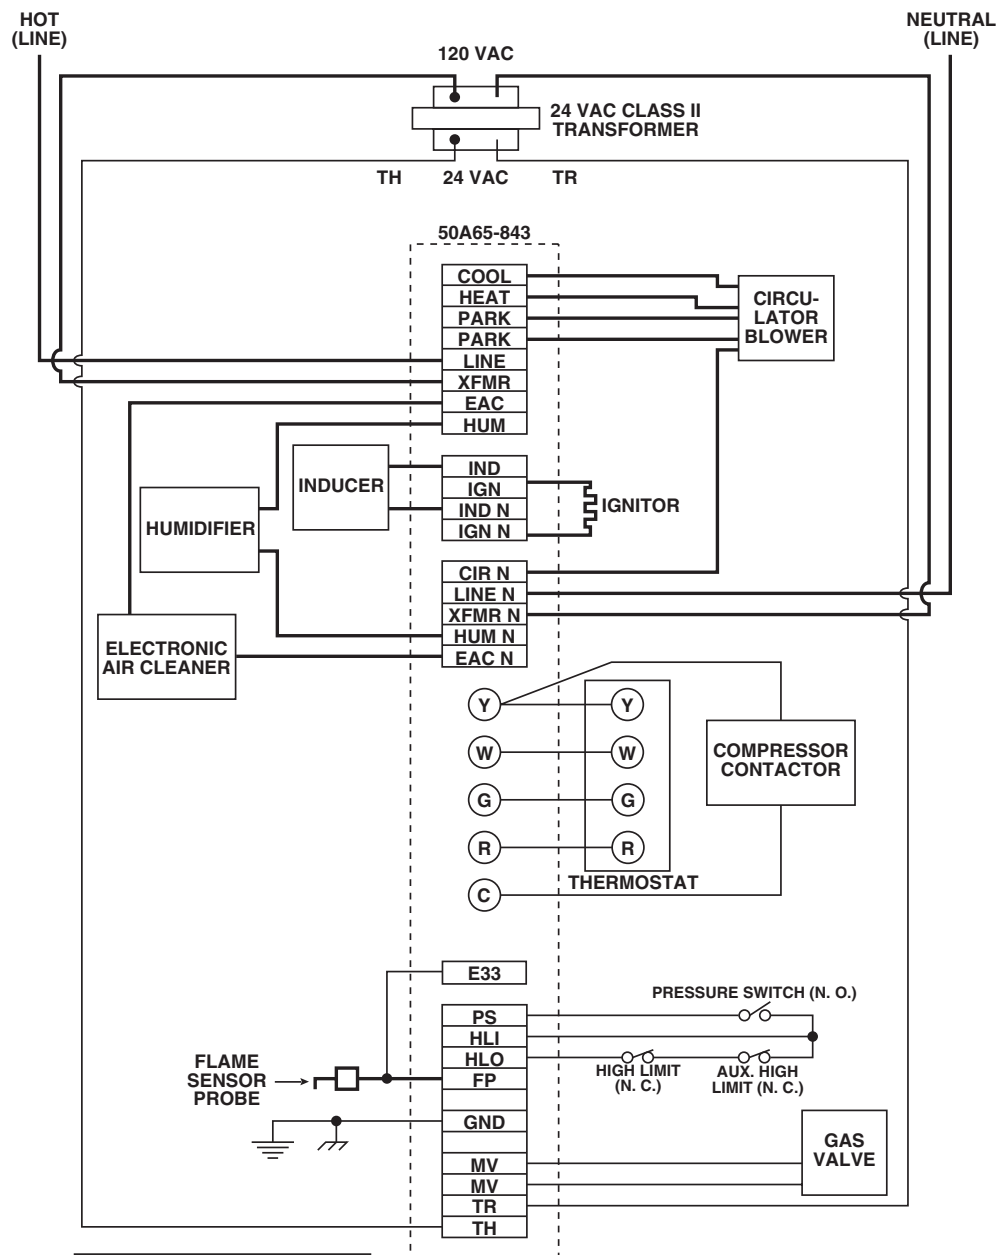 HOT
(LINE)
NEUTRAL
(LINE)
120 VAC
24 VAC CLASS II
TRANSFORMER
TH
24 VAC
TR
50A65-843
COOL
HEAT
PARK
PARK
LINE
XFMR
EAC
HUM
CIRCU-
LATOR
BLOWER
IND
IGN
IND N
IGN N
INDUCER
IGNITOR
HUMIDIFIER
CIR N
LINE N
XFMR N
HUM N
EAC N
ELECTRONIC
AIR CLEANER
Y
Y
W
W
G
G
R
R
C
THERMOSTAT
COMPRESSOR
CONTACTOR
E33
PRESSURE SWITCH (N. O.)
PS
HLI
HLO
FP
HIGH LIMIT
(N. C.)
AUX. HIGH
LIMIT (N. C.)
FLAME
SENSOR
PROBE
GND
MV
MV
TR
TH
GAS
VALVE